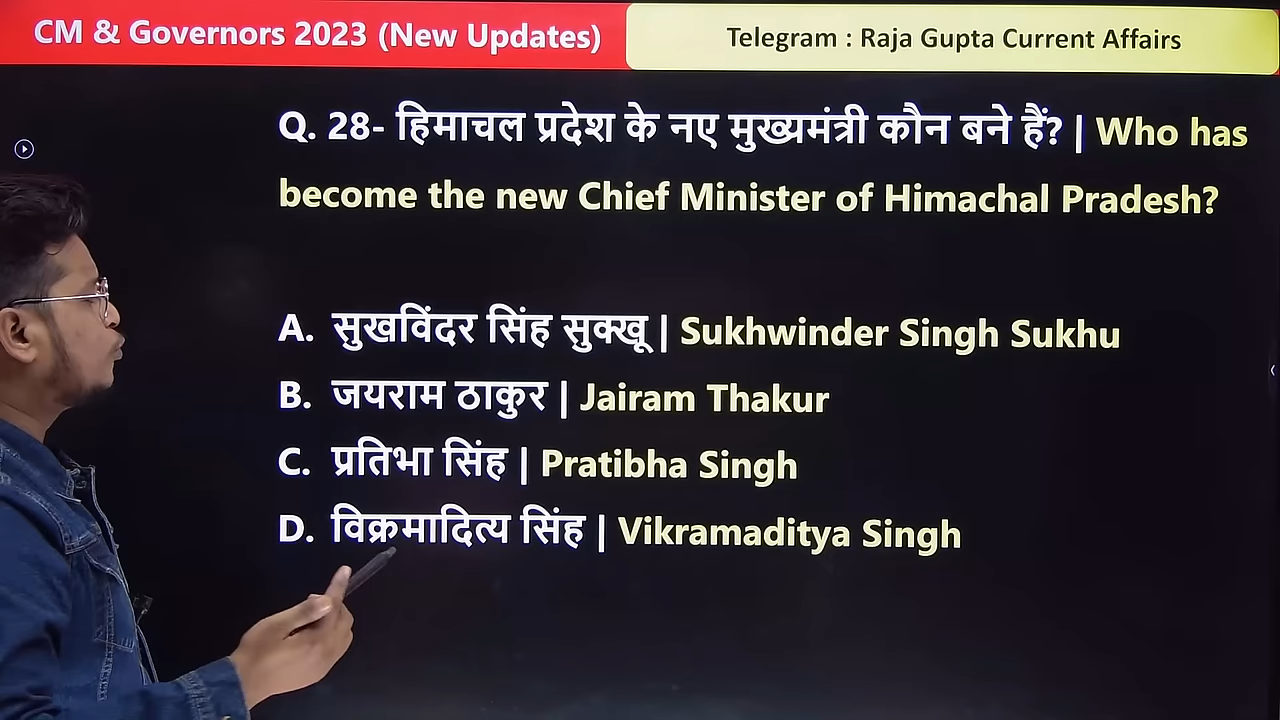 CM & Governors 2023 (New Updates)
Telegram : Raja Gupta Current Affairs
Q. 28- हिमाचल प्रदेश के नए मुख्यमंत्री कौन बने हैं? | Who has
become the new Chief Minister of Himachal Pradesh?
A. सुखविंदर सिंह सुक्खू | Sukhwinder Singh Sukhu
B. जयराम ठाकुर | Jairam Thakur
C. प्रतिभा सिंह | Pratibha Singh
D. विक्रमादित्य सिंह | Vikramaditya Singh